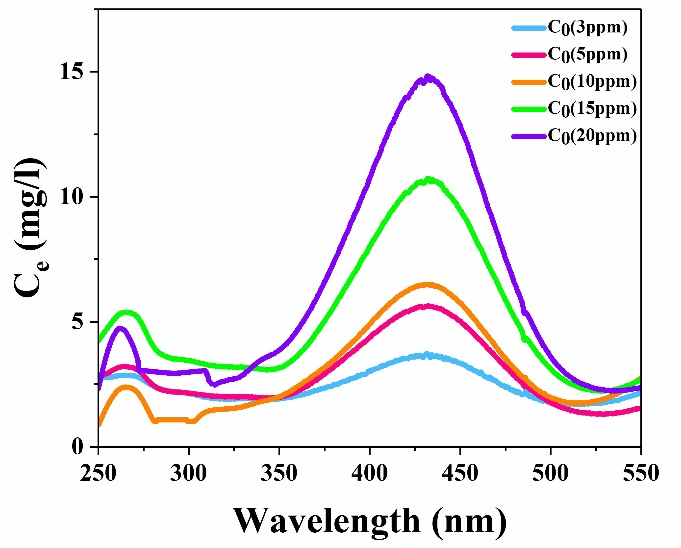 C0(3ppm)
C0(5ppm)
C0(10ppm)
C0(15ppm)
C0(20ppm)
15
10
5
0
Ce (mg/l)
250 300 350 400 450 500 550
Wavelength (nm)